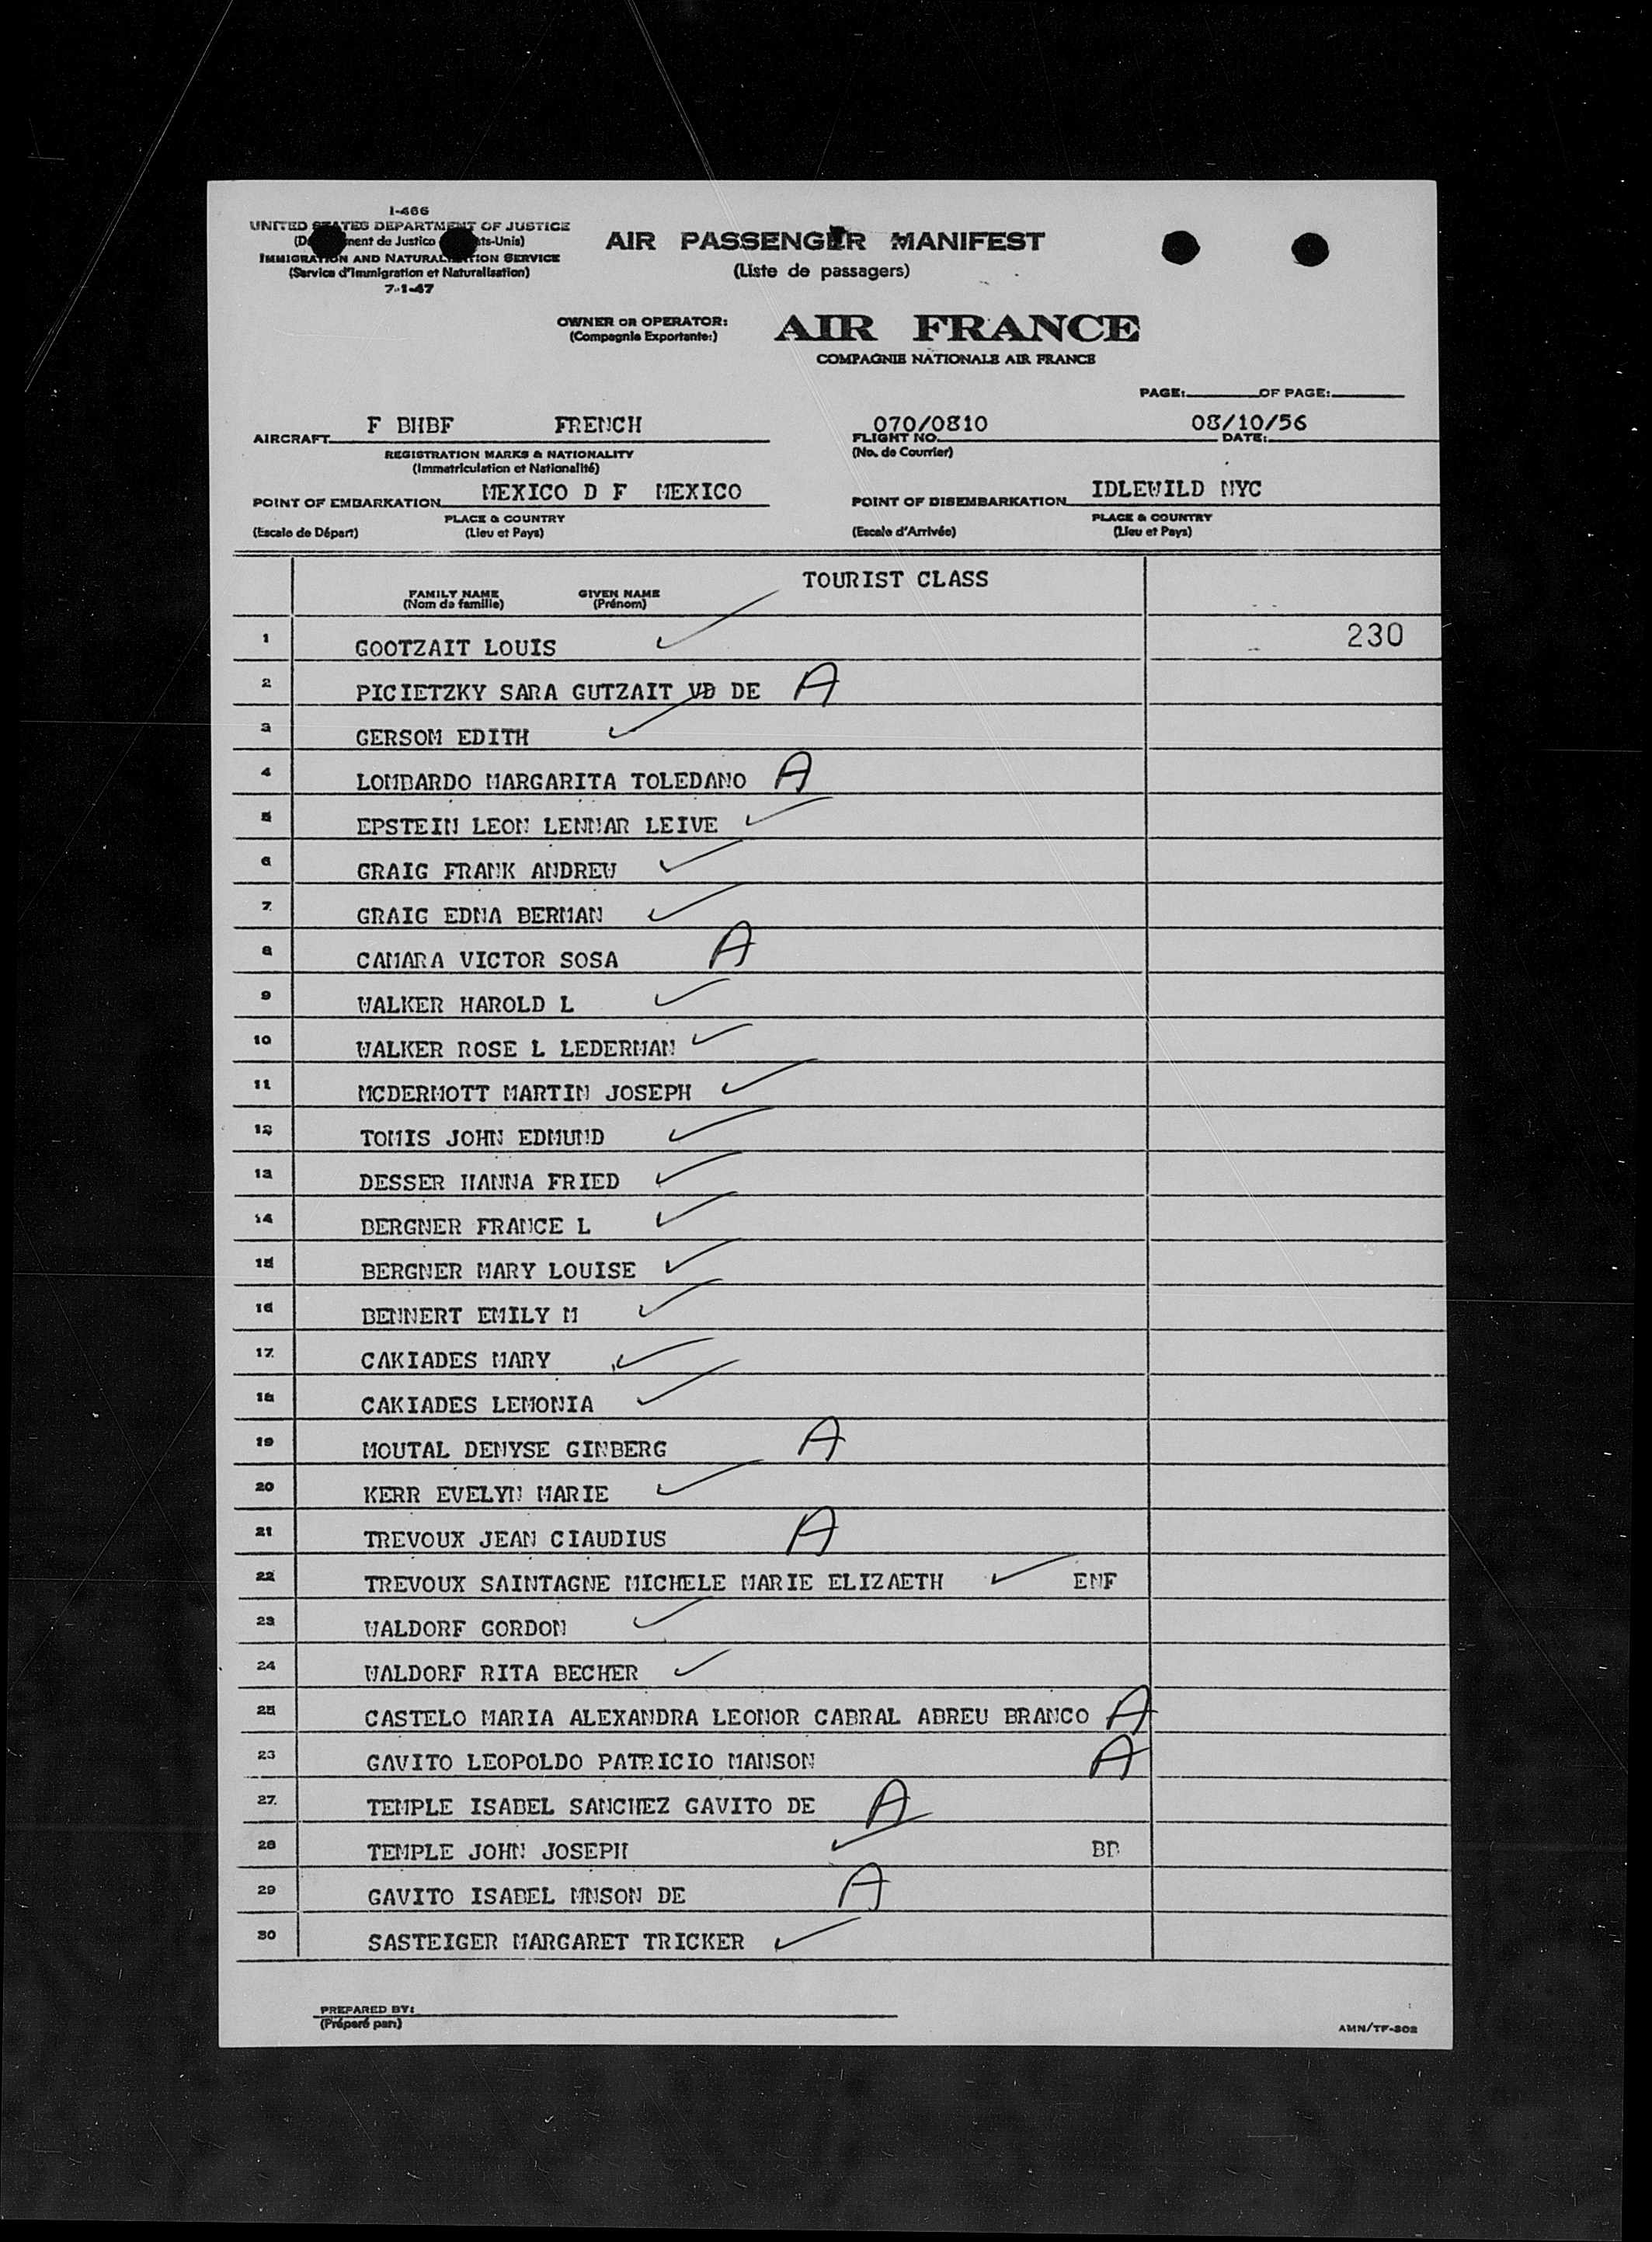 I-466
UNITED STATES DEPARTMENT OF JUSTICE
(D ment de Justice ts-Unis)
IMMIGRATION AND NATURALIZATION SERVICE
(Service d'Immigration et Naturalisation)
7-1-47
AIR PASSENGER MANIFEST
(Liste de passagers)
OWNER OR OPERATOR:
(Compagnie Exportante:)
AIR FRANCE
COMPAGNIE NATIONALE AIR FRANCE
PAGE: OF PAGE:
AIRCRAFT F BHBF FRENCH
REGISTRATION MARKS & NATIONALITY
(Immatriculation et Nationalité)
070/0810
FLIGHT NO.
(No. de Courrier)
08/10/56
DATE:
POINT OF EMBARKATION MEXICO D F MEXICO
(Escale de Départ)
PLACE & COUNTRY
(Lieu et Pays)
POINT OF DISEMBARKATION IDLEWILD NYC
(Escale d'Arrivée)
PLACE & COUNTRY
(Lieu et Pays)
FAMILY NAME GIVEN NAME
(Nom de famille) (Prénom)
TOURIST CLASS
1 GOOTZAIT LOUIS ✓ 230
2 PICIETZKY SARA GUTZAIT VD DE A
3 GERSOM EDITH ✓
4 LOMBARDO MARGARITA TOLEDANO A
5 EPSTEIN LEON LENNAR LEIVE ✓
6 GRAIG FRANK ANDREW ✓
7 GRAIG EDNA BERMAN ✓
8 CAMARA VICTOR SOSA A
9 WALKER HAROLD L ✓
10 WALKER ROSE L LEDERMAN ✓
11 MCDERMOTT MARTIN JOSEPH ✓
12 TOMIS JOHN EDMUND ✓
13 DESSER HANNA FRIED ✓
14 BERGNER FRANCE L ✓
15 BERGNER MARY LOUISE ✓
16 BENNERT EMILY M ✓
17 CAKIADES MARY ✓
18 CAKIADES LEMONIA ✓
19 MOUTAL DENYSE GINBERG A
20 KERR EVELYN MARIE ✓
21 TREVOUX JEAN CIAUDIUS A
22 TREVOUX SAINTAGNE MICHELE MARIE ELIZAETH ✓ ENF
23 WALDORF GORDON ✓
24 WALDORF RITA BECHER ✓
25 CASTELO MARIA ALEXANDRA LEONOR CABRAL ABREU BRANCO A
23 GAVITO LEOPOLDO PATRICIO MANSON A
27 TEMPLE ISABEL SANCHEZ GAVITO DE A
28 TEMPLE JOHN JOSEPH ✓ BB
29 GAVITO ISABEL MNSON DE A
30 SASTEIGER MARGARET TRICKER ✓
PREPARED BY:
(Préparé par:)
AMN/TF-302